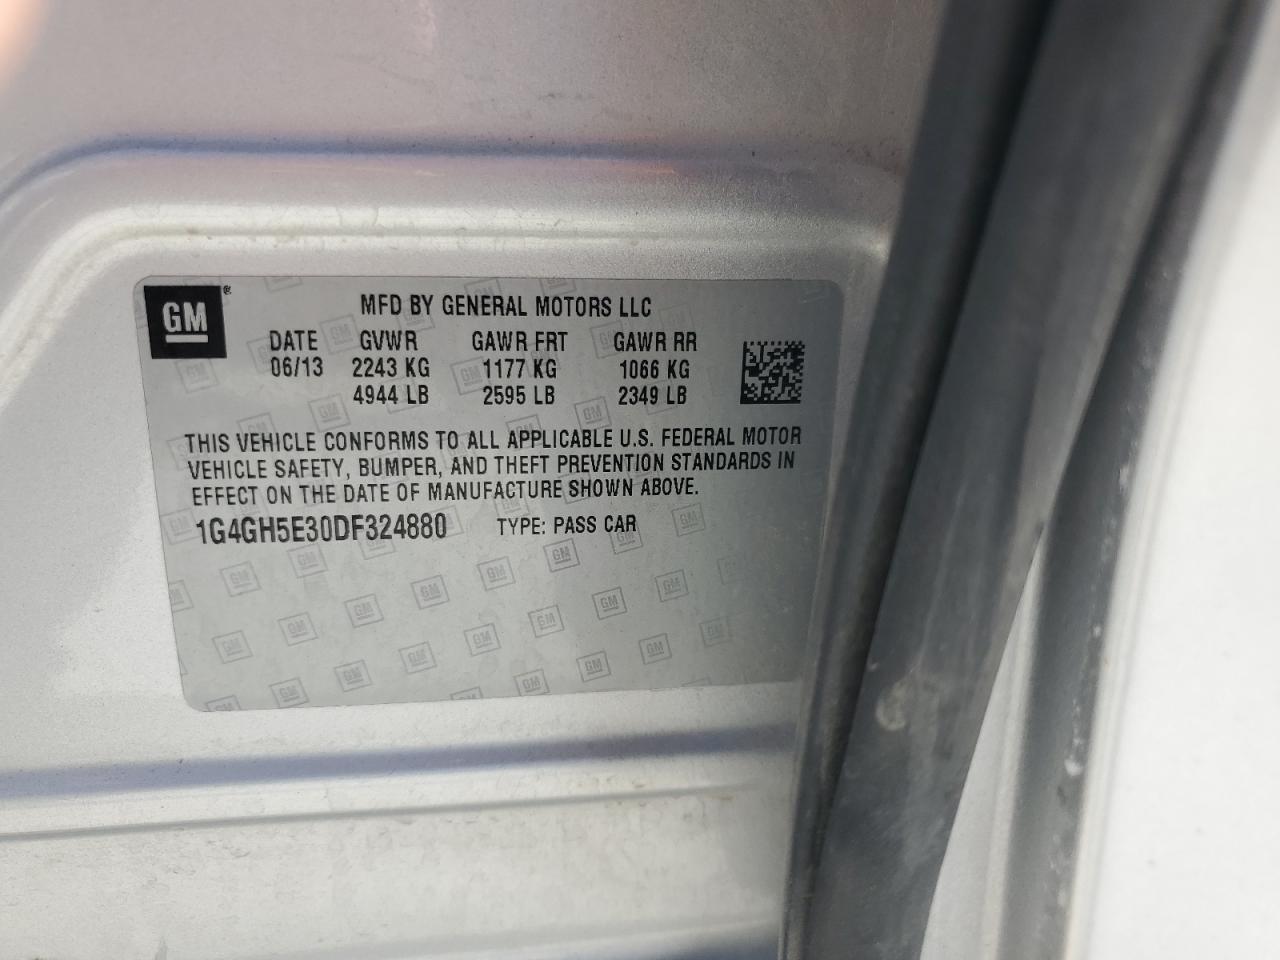 GM®
MFD BY GENERAL MOTORS LLC
DATE GVWR GAWR FRT GAWR RR
06/13 2243 KG 1177 KG 1066 KG
4944 LB 2595 LB 2349 LB
THIS VEHICLE CONFORMS TO ALL APPLICABLE U.S. FEDERAL MOTOR
VEHICLE SAFETY, BUMPER, AND THEFT PREVENTION STANDARDS IN
EFFECT ON THE DATE OF MANUFACTURE SHOWN ABOVE.
1G4GH5E30DF324880 TYPE: PASS CAR